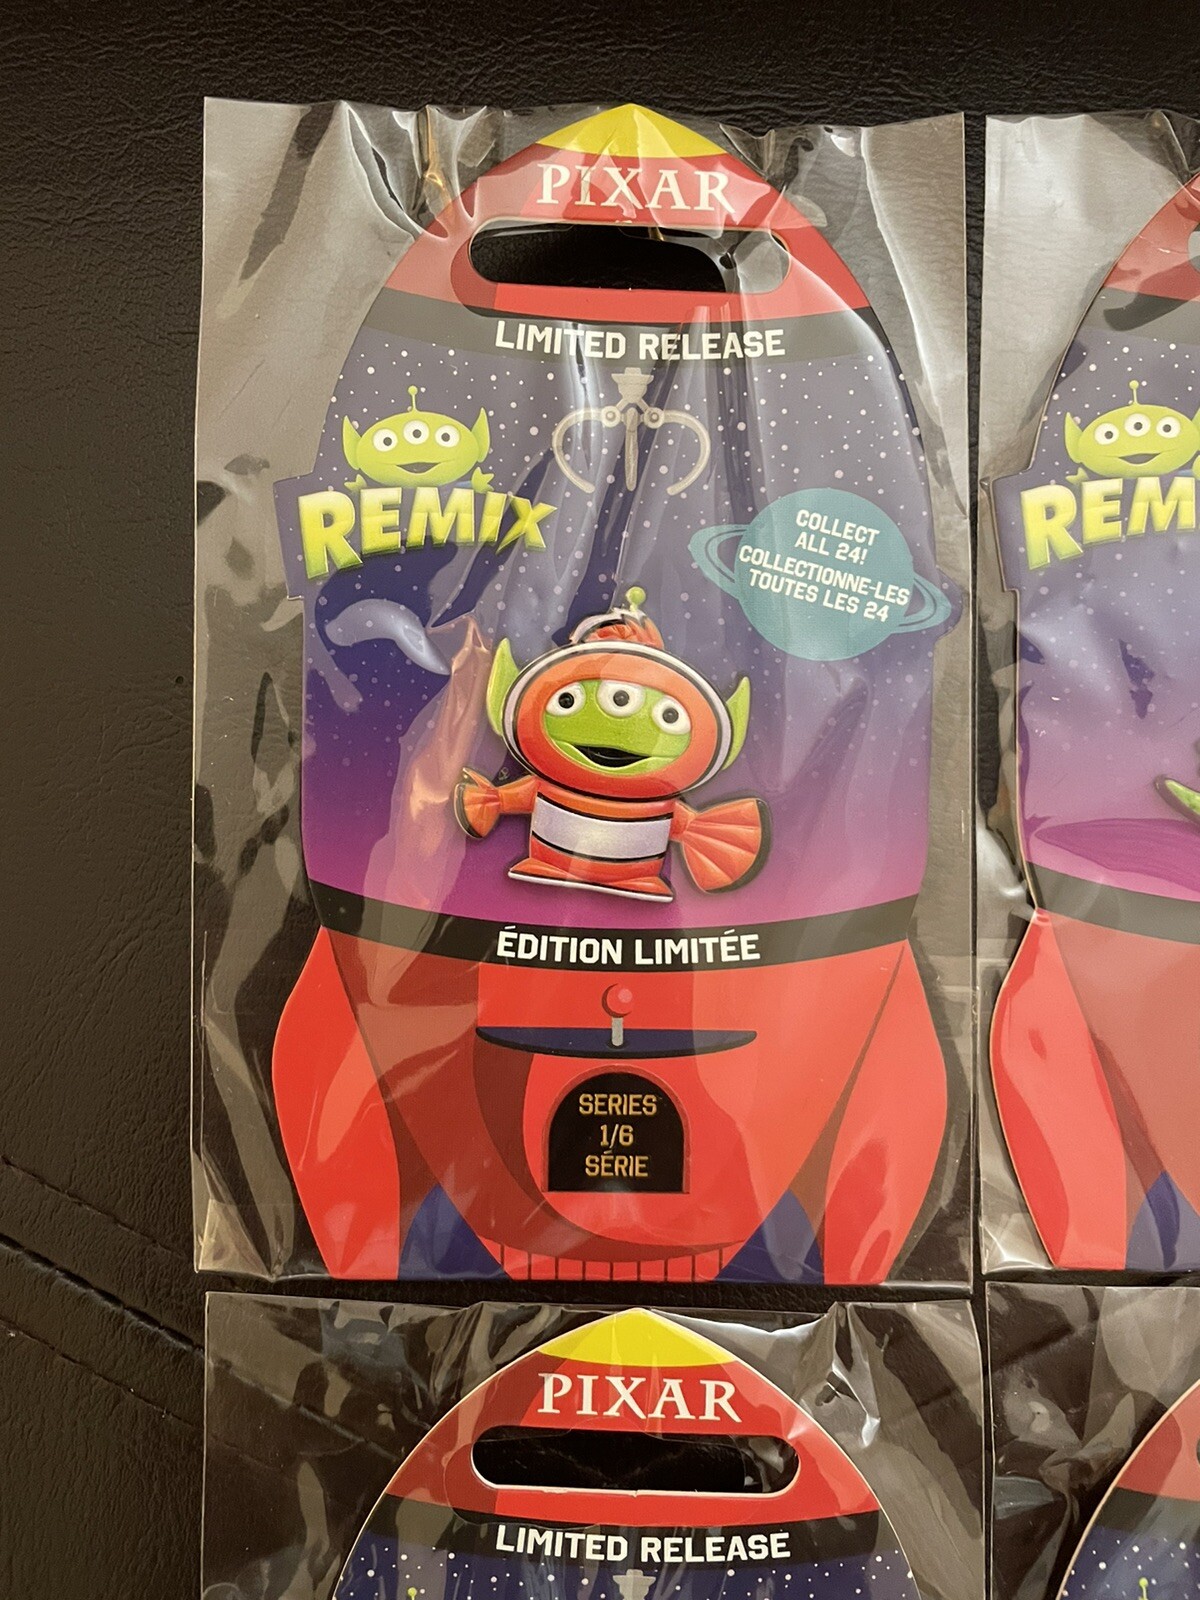 PIXAR
LIMITED RELEASE
REMIX
COLLECT
ALL 24!
COLLECTIONNE-LES
TOUTES LES 24
ÉDITION LIMITÉE
SERIES
1/6
SÉRIE
REM
PIXAR
LIMITED RELEASE